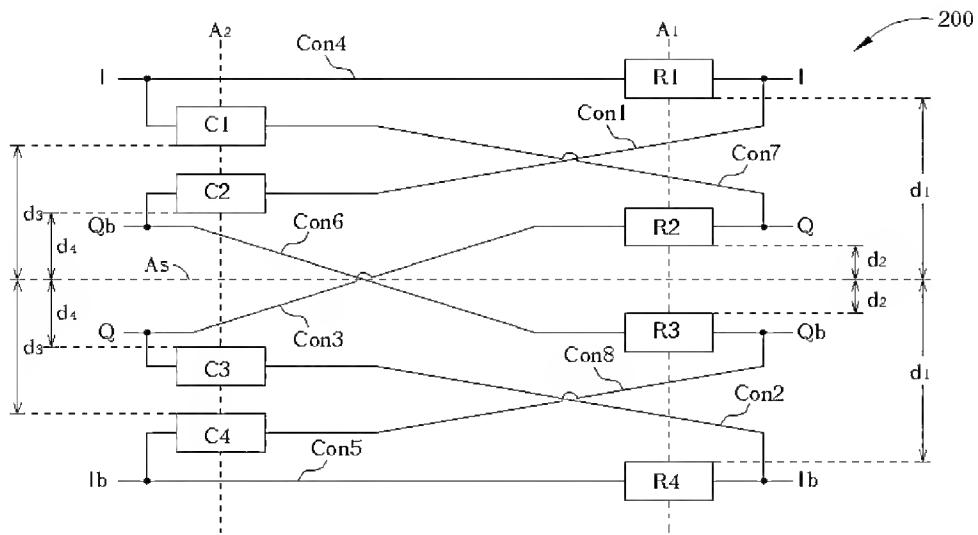 200
A2
A1
Con4
I
R1
I
C1
Con1
Con7
d1
d3
C2
Qb
Con6
R2
Q
d4
d2
As
d4
d2
Q
Con3
R3
Qb
d3
C3
Con8
d1
Con2
C4
Con5
Ib
R4
Ib